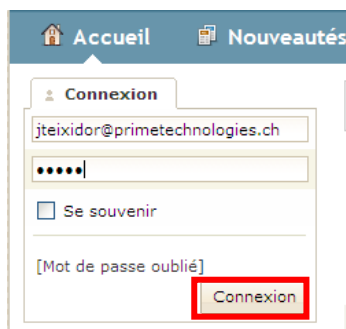 Accueil Nouveautés
Connexion
jteixidor@primetechnologies.ch
•••••
Se souvenir
[Mot de passe oublié]
Connexion